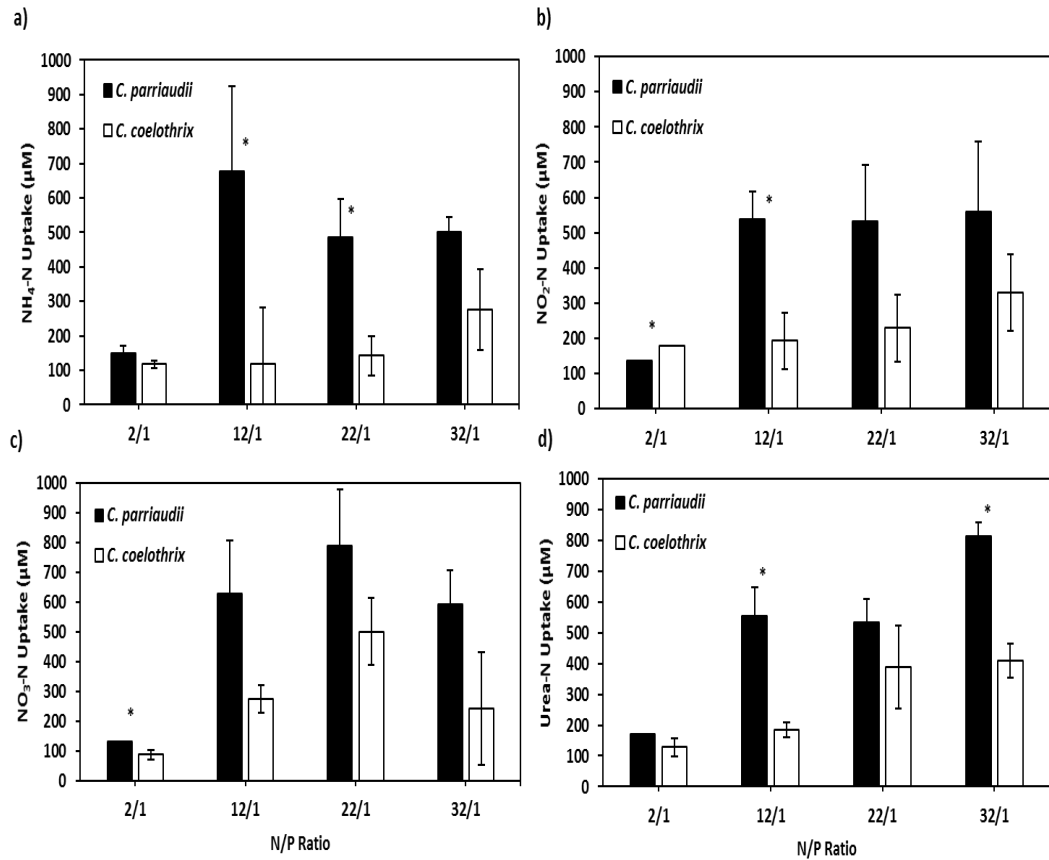 a)
1000
900
800
700
600
500
400
300
200
100
0
NH₄-N Uptake (µM)
C. parriaudii
C. coelothrix
*
*
2/1 12/1 22/1 32/1
b)
1000
900
800
700
600
500
400
300
200
100
0
NO₂-N Uptake (µM)
C. parriaudii
C. coelothrix
*
*
2/1 12/1 22/1 32/1
c)
1000
900
800
700
600
500
400
300
200
100
0
NO₃-N Uptake (µM)
C. parriaudii
C. coelothrix
*
2/1 12/1 22/1 32/1
N/P Ratio
d)
1000
900
800
700
600
500
400
300
200
100
0
Urea-N Uptake (µM)
C. parriaudii
C. coelothrix
*
*
2/1 12/1 22/1 32/1
N/P Ratio